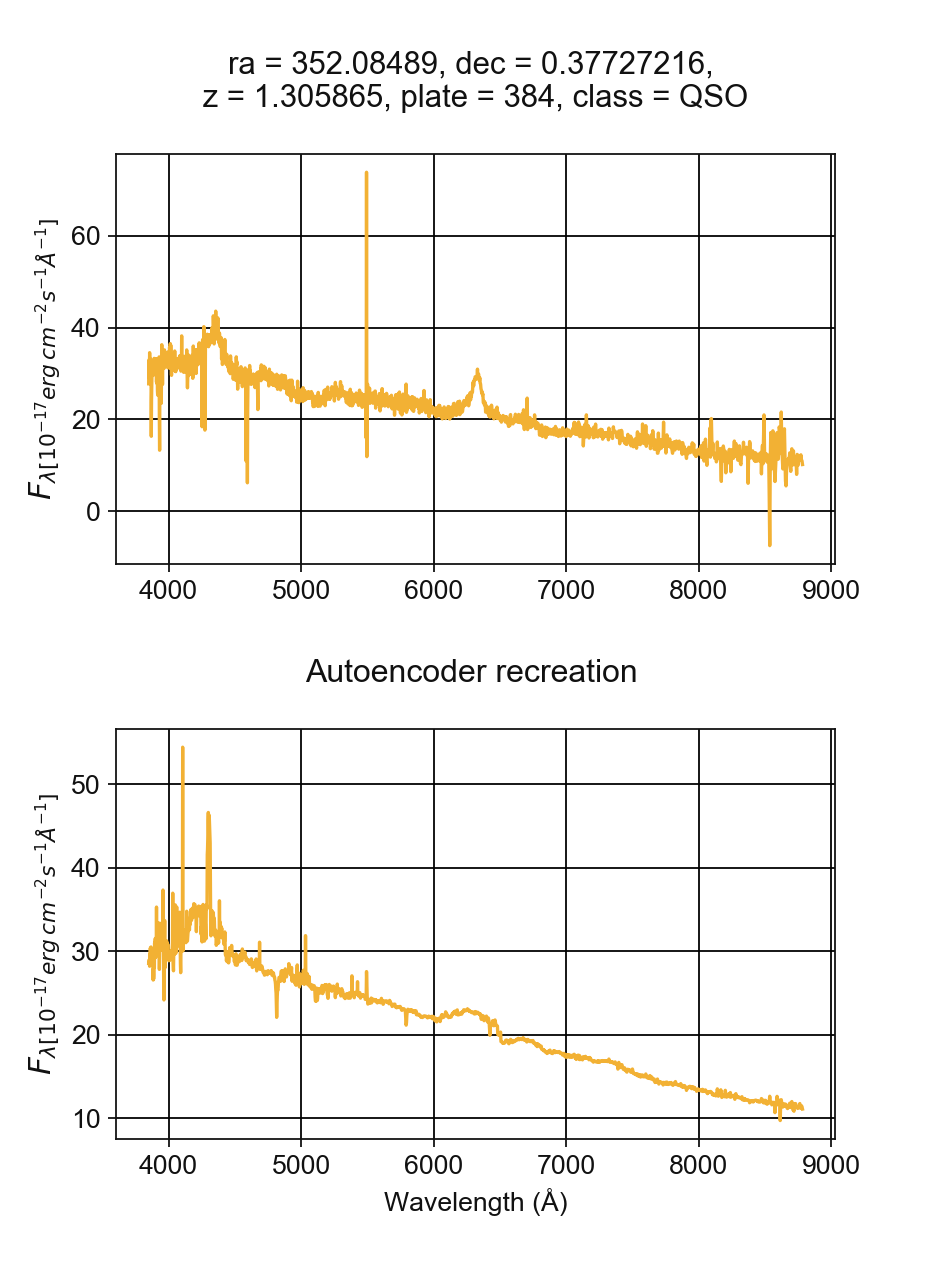 ra = 352.08489, dec = 0.37727216,
z = 1.305865, plate = 384, class = QSO
F_λ[10^{-17} erg cm^{-2} s^{-1} Å^{-1}]
60
40
20
0
4000 5000 6000 7000 8000 9000
Autoencoder recreation
F_λ[10^{-17} erg cm^{-2} s^{-1} Å^{-1}]
50
40
30
20
10
4000 5000 6000 7000 8000 9000
Wavelength (Å)